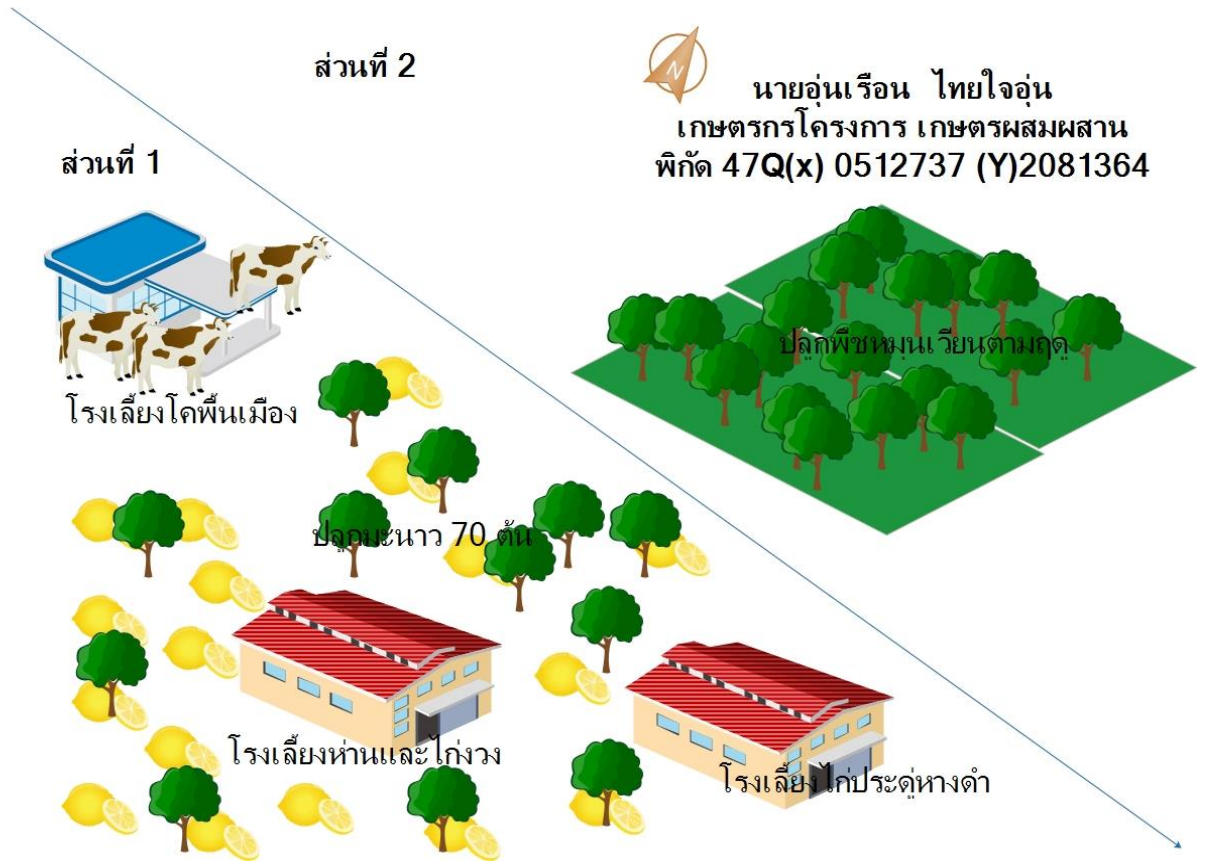 ส่วนที่ 2
N
นายอุ่นเรือน ไทยใจอุ่น
เกษตรกรโครงการ เกษตรผสมผสาน
พิกัด 47Q(x) 0512737 (Y)2081364
ส่วนที่ 1
ปลูกพืชหมุนเวียนตามฤดู
โรงเลี้ยงโคพื้นเมือง
ปลูกมะนาว 70 ต้น
โรงเลี้ยงห่านและไก่งวง
โรงเลี้ยงไก่ประดู่หางดำ